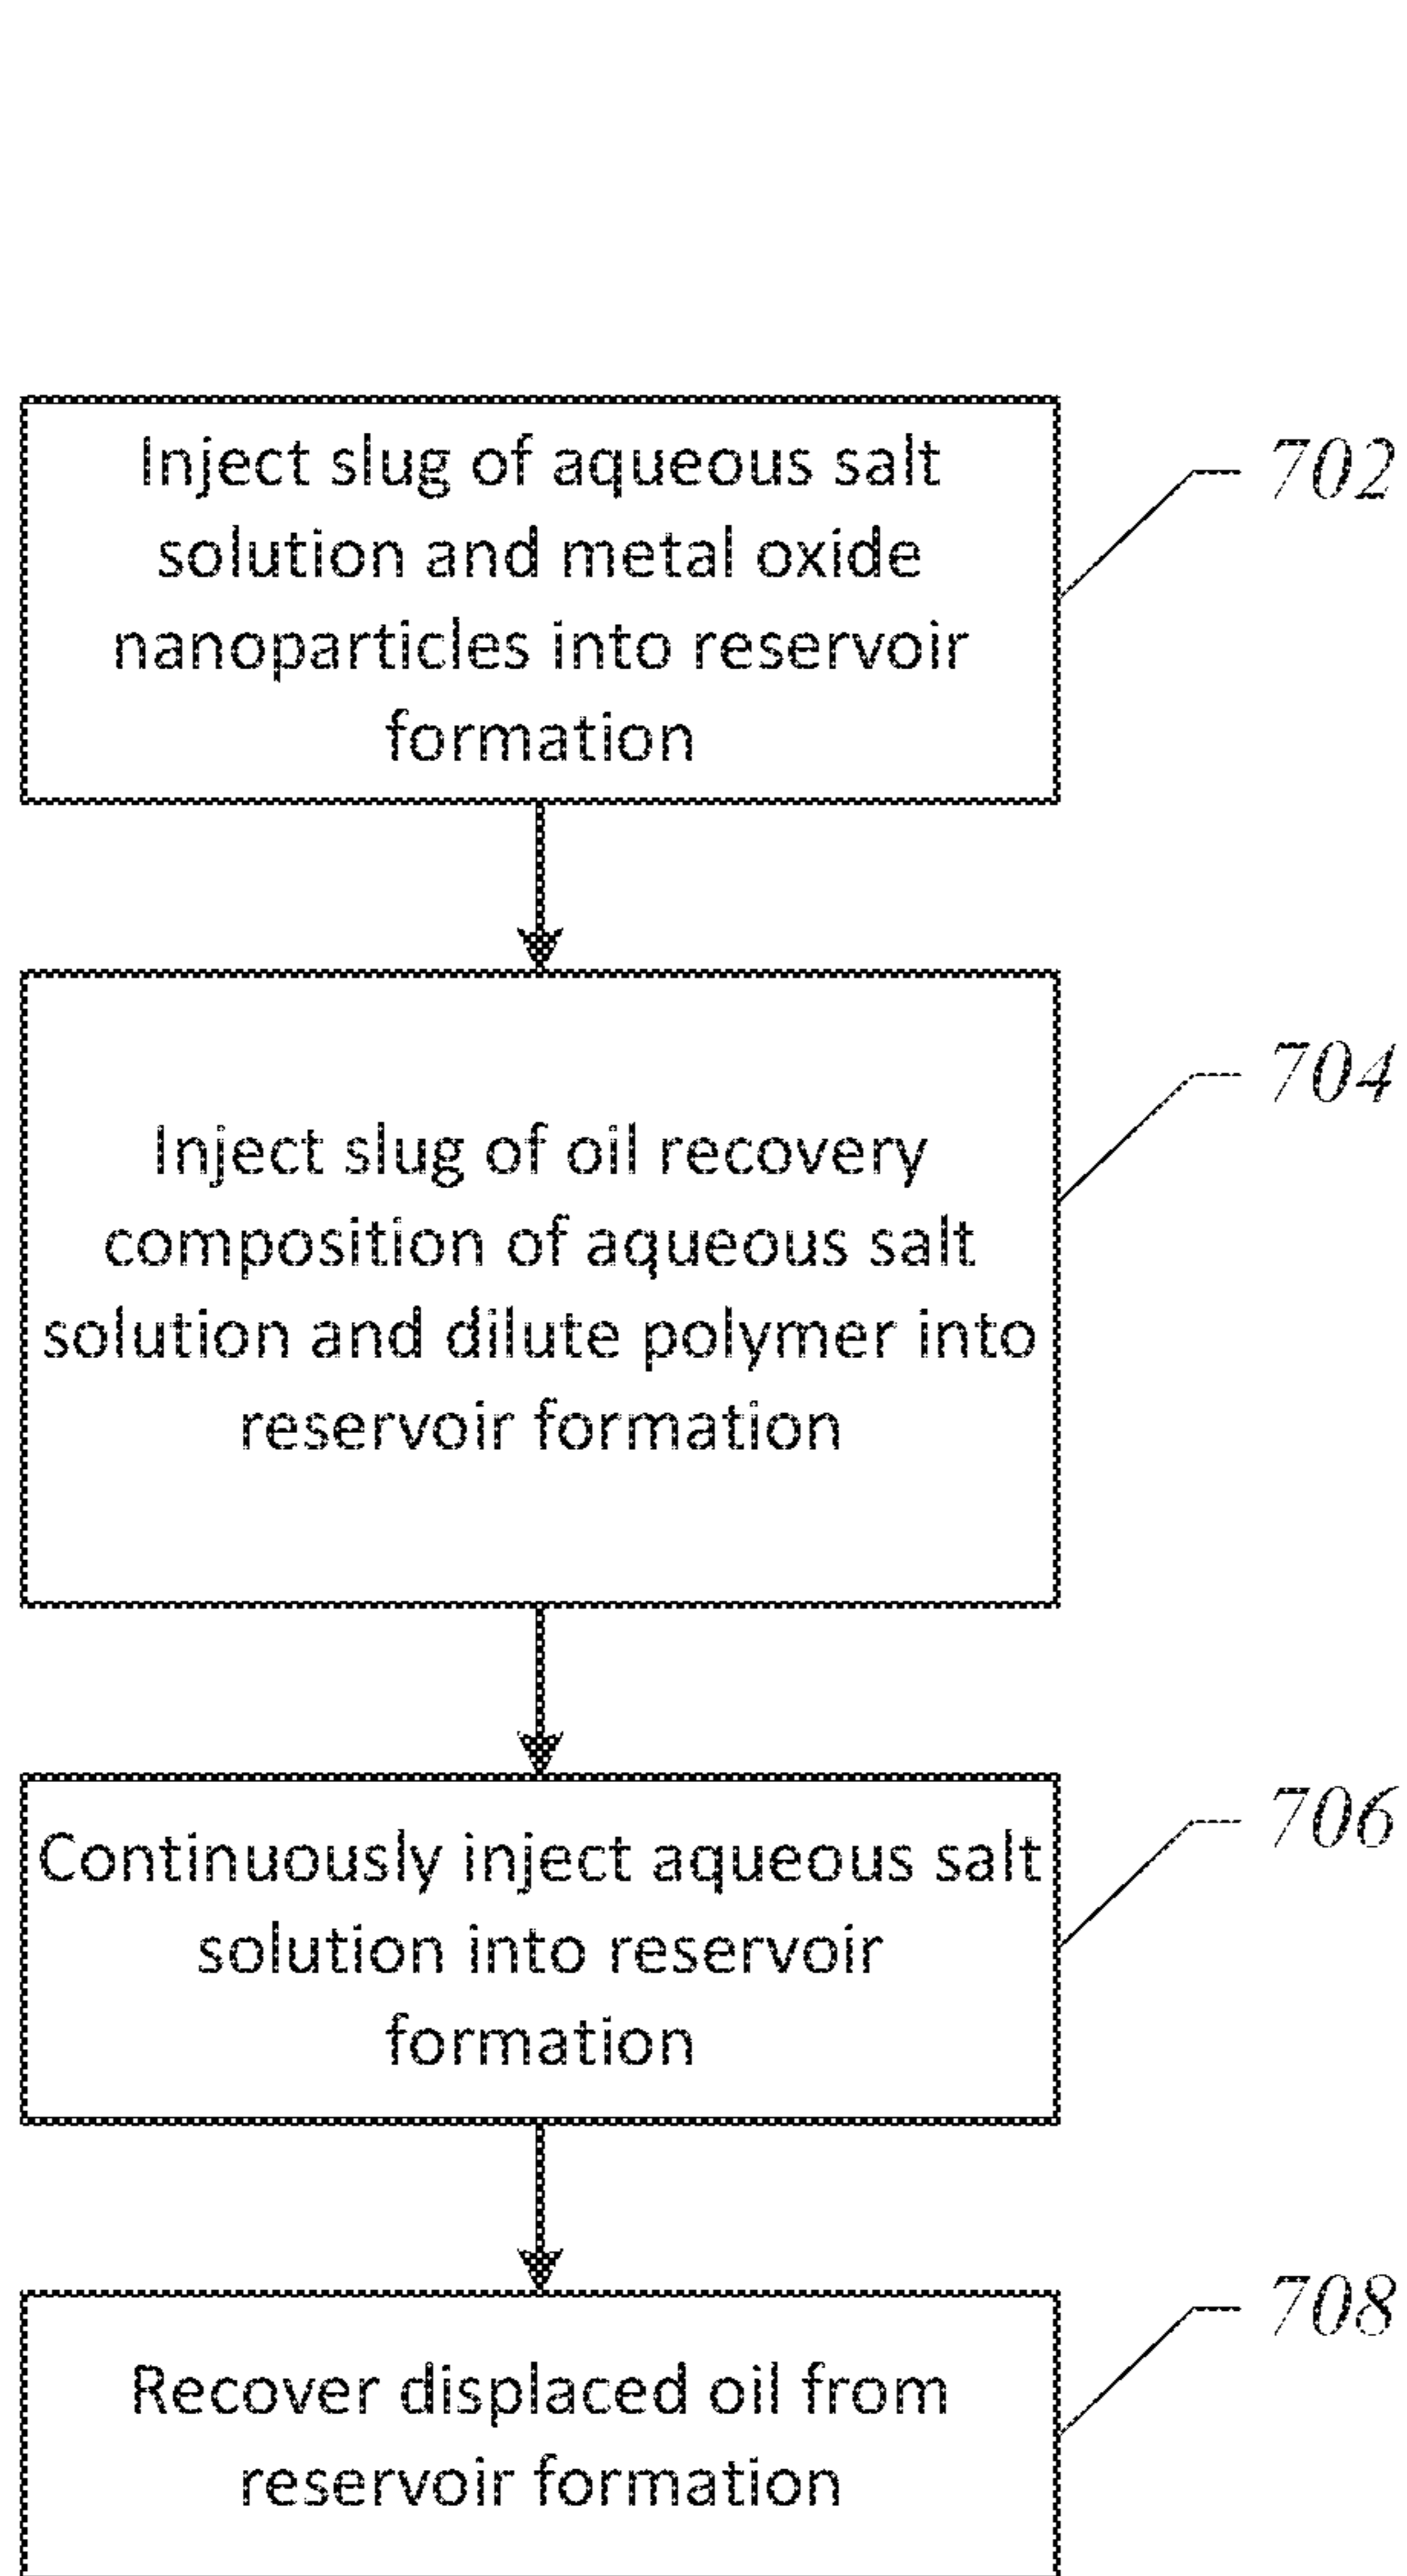 Inject slug of aqueous salt
solution and metal oxide
nanoparticles into reservoir
formation
702
Inject slug of oil recovery
composition of aqueous salt
solution and dilute polymer into
reservoir formation
704
Continuously inject aqueous salt
solution into reservoir
formation
706
Recover displaced oil from
reservoir formation
708